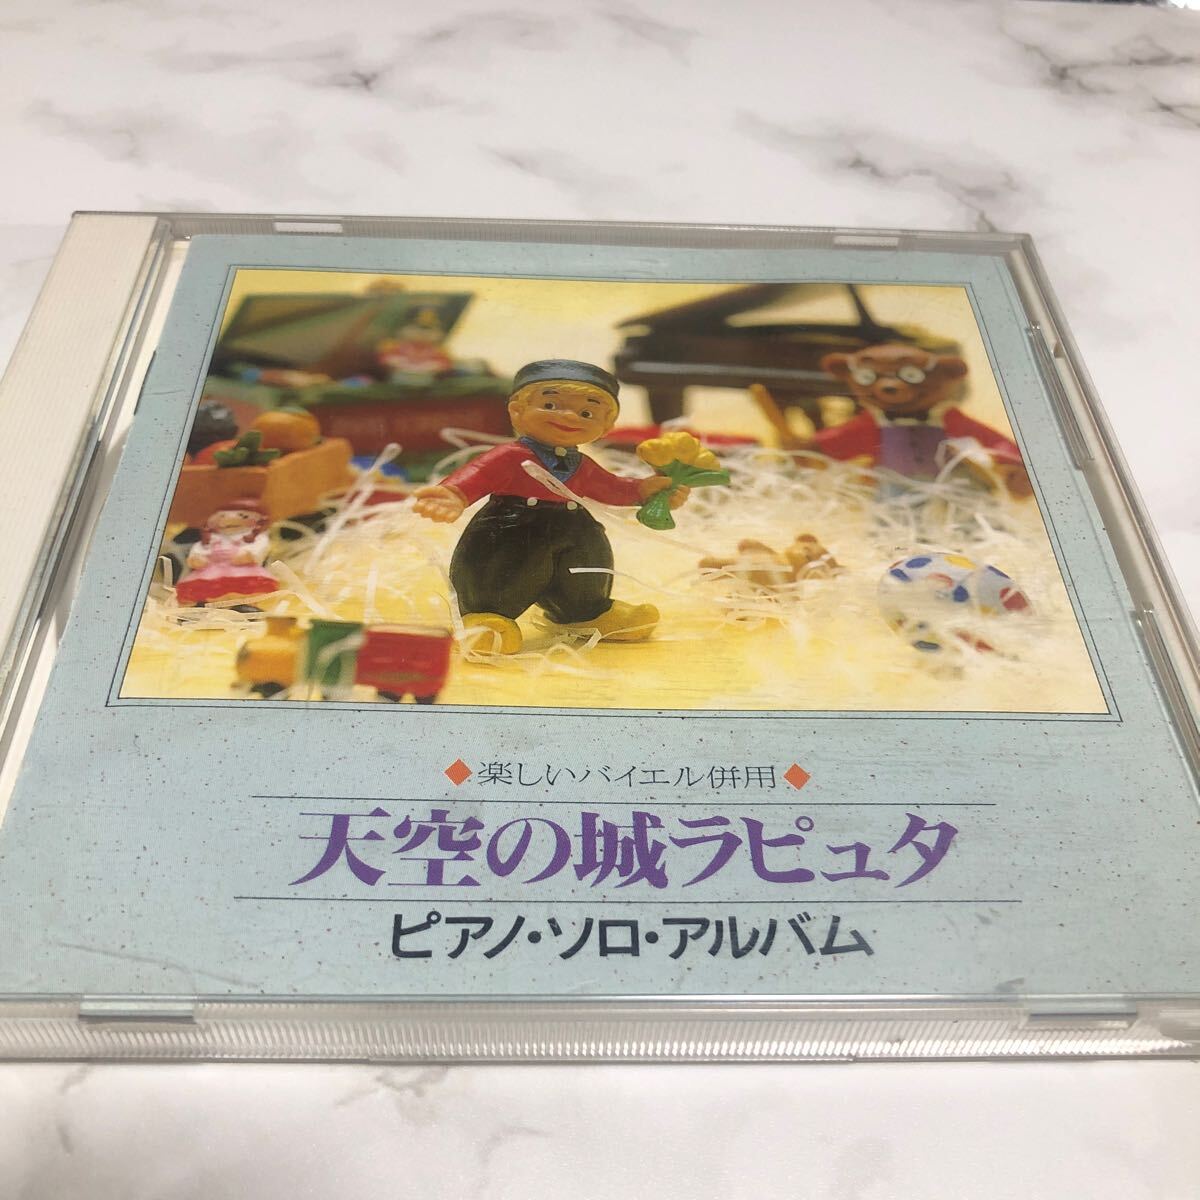 ◆楽しいバイエル併用◆
天空の城ラピュタ
ピアノ・ソロ・アルバム